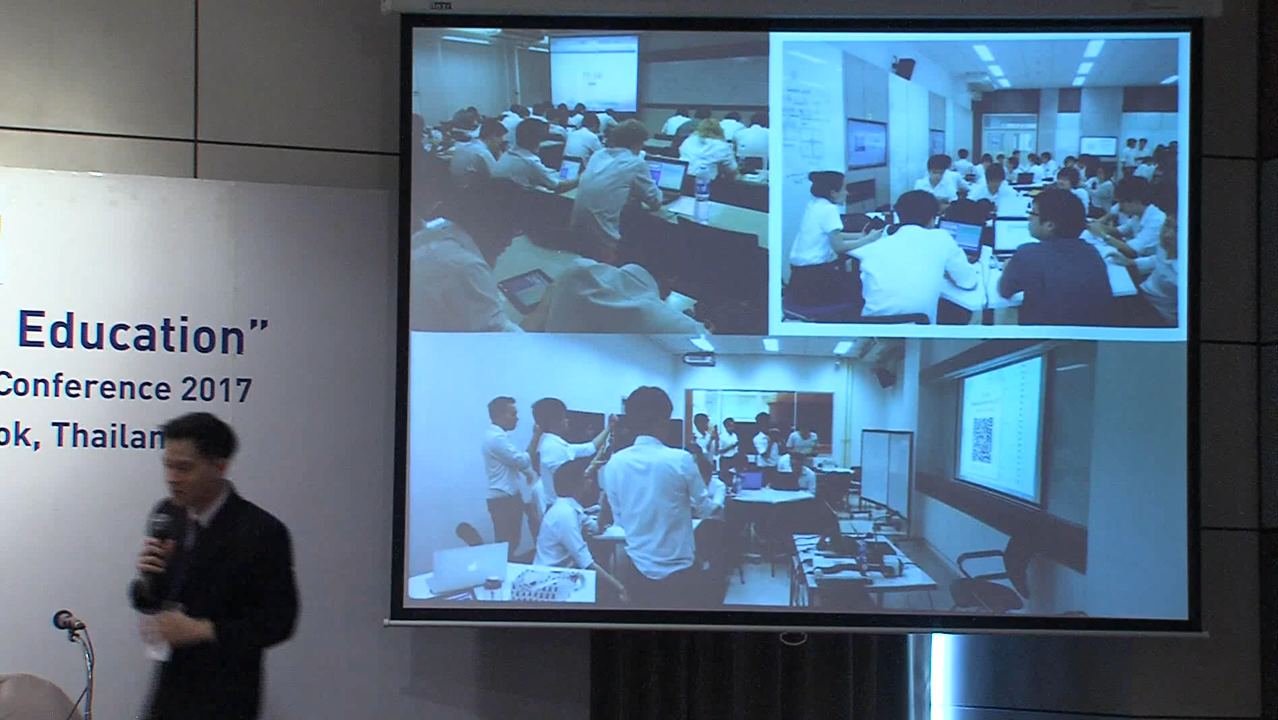 Education”
Conference 2017
ok, Thailan